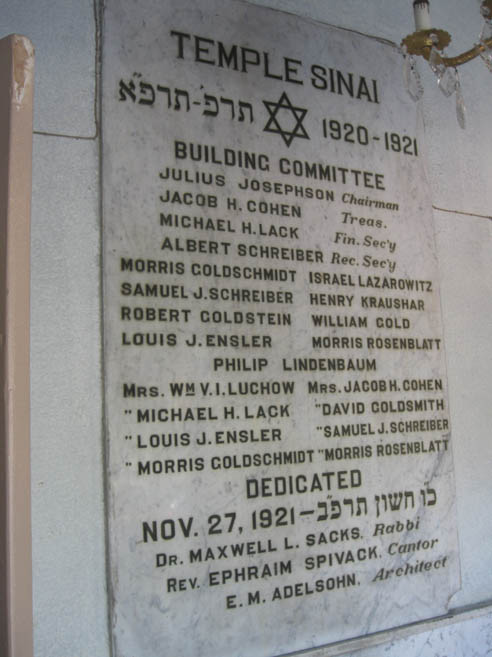 TEMPLE SINAI
תרפ-תרפ"א 1920-1921
BUILDING COMMITTEE
JULIUS JOSEPHSON Chairman
JACOB H. COHEN Treas.
MICHAEL H. LACK Fin. Sec'y
ALBERT SCHREIBER Rec. Sec'y
MORRIS GOLDSCHMIDT ISRAEL LAZAROWITZ
SAMUEL J. SCHREIBER HENRY KRAUSHAR
ROBERT GOLDSTEIN WILLIAM GOLD
LOUIS J. ENSLER MORRIS ROSENBLATT
PHILIP LINDENBAUM
MRS. WM V. I. LUCHOW MRS. JACOB H. COHEN
" MICHAEL H. LACK " DAVID GOLDSMITH
" LOUIS J. ENSLER " SAMUEL J. SCHREIBER
" MORRIS GOLDSCHMIDT " MORRIS ROSENBLATT
DEDICATED
NOV. 27, 1921 – כ"ו חשון תרפ"ב
DR. MAXWELL L. SACKS. Rabbi
REV. EPHRAIM SPIVACK. Cantor
E. M. ADELSOHN. Architect